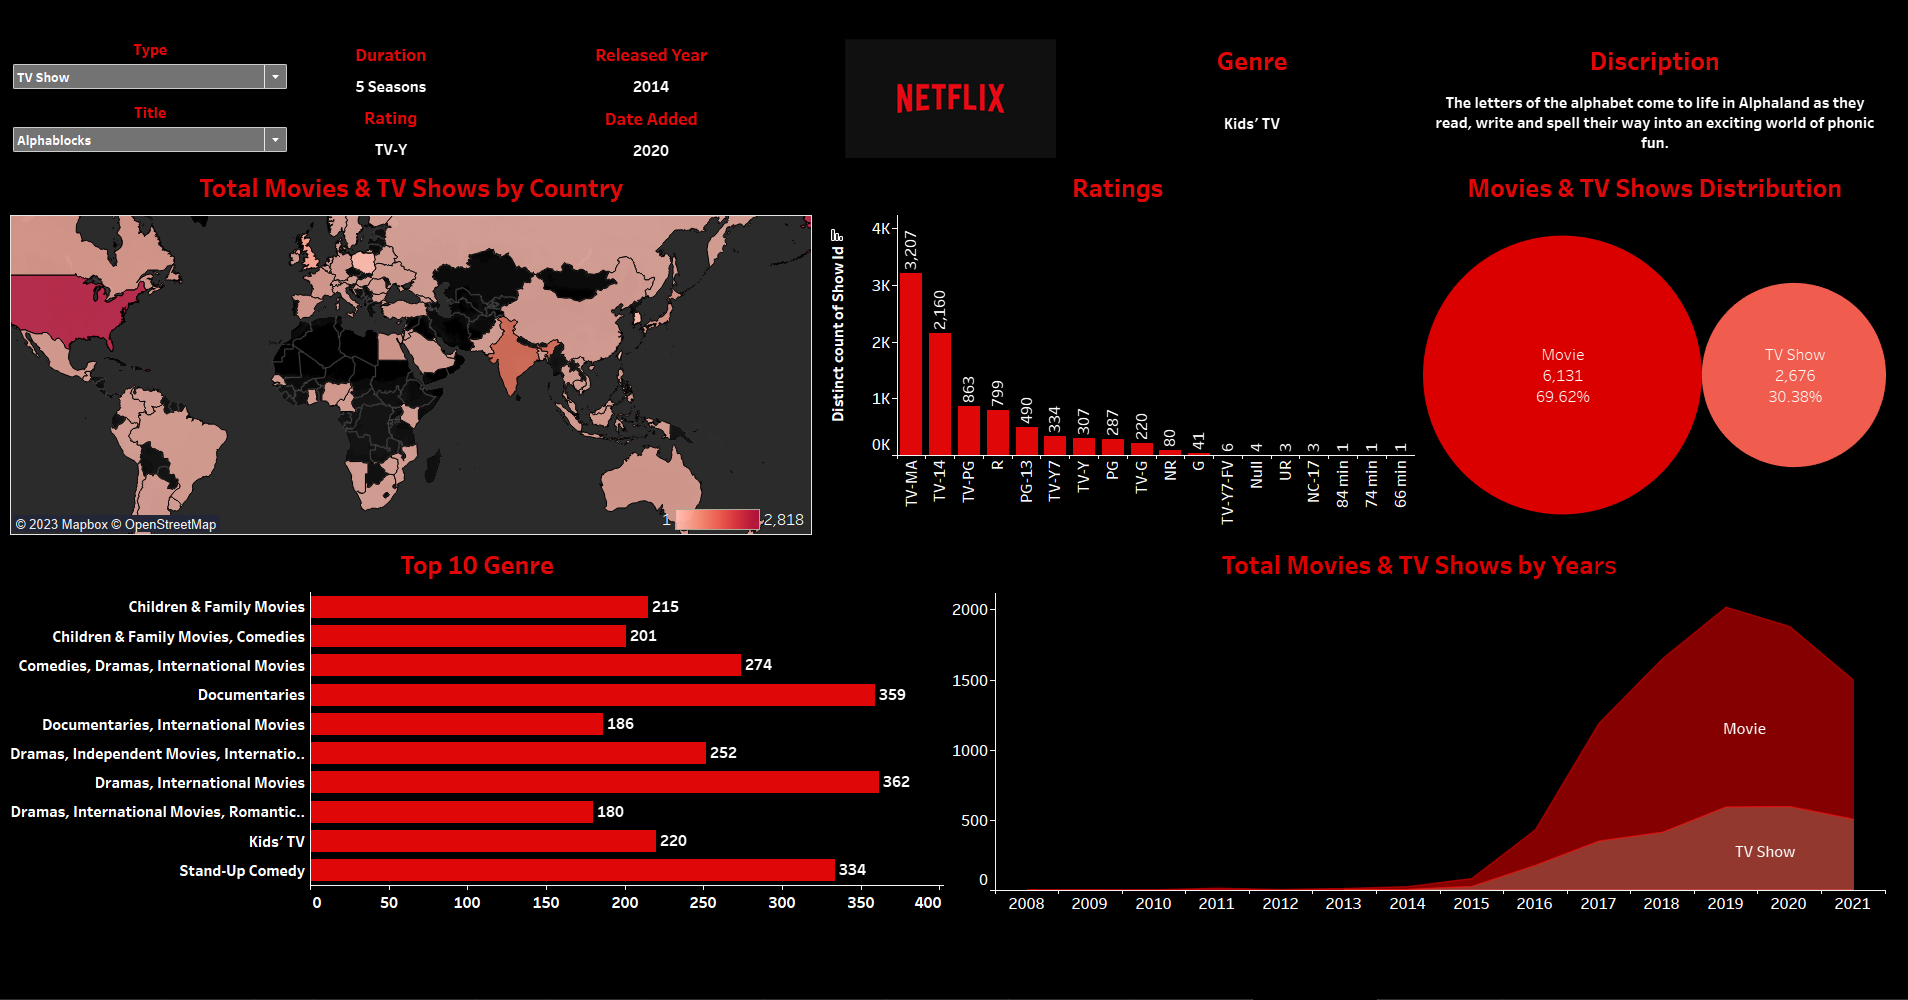 Type
TV Show
Title
Alphablocks
Duration
5 Seasons
Rating
TV-Y
Released Year
2014
Date Added
2020
NETFLIX
Genre
Kids’ TV
Discription
The letters of the alphabet come to life in Alphaland as they
read, write and spell their way into an exciting world of phonic
fun.
Total Movies & TV Shows by Country
© 2023 Mapbox © OpenStreetMap
1
2,818
Ratings
Distinct count of Show Id
4K
3K
2K
1K
0K
3,207
2,160
863
799
490
334
307
287
220
80
41
6
4
3
3
1
1
1
TV-MA
TV-14
TV-PG
R
PG-13
TV-Y7
TV-Y
PG
TV-G
NR
G
TV-Y7-FV
Null
UR
NC-17
84 min
74 min
66 min
Movies & TV Shows Distribution
Movie
6,131
69.62%
TV Show
2,676
30.38%
Top 10 Genre
Children & Family Movies 215
Children & Family Movies, Comedies 201
Comedies, Dramas, International Movies 274
Documentaries 359
Documentaries, International Movies 186
Dramas, Independent Movies, Internatio.. 252
Dramas, International Movies 362
Dramas, International Movies, Romantic.. 180
Kids’ TV 220
Stand-Up Comedy 334
0 50 100 150 200 250 300 350 400
Total Movies & TV Shows by Years
2000
1500
1000
500
0
Movie
TV Show
2008 2009 2010 2011 2012 2013 2014 2015 2016 2017 2018 2019 2020 2021